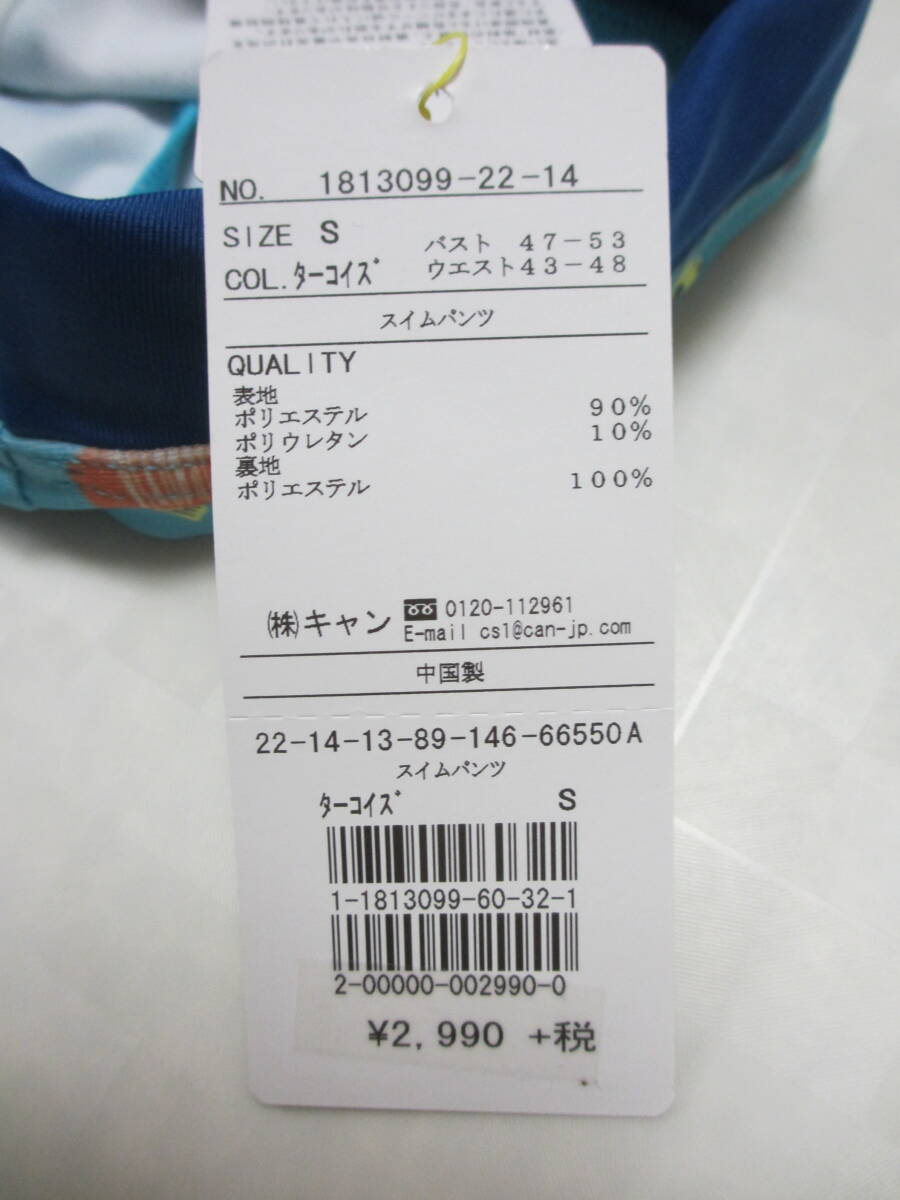 NO. 1813099-22-14
SIZE S バスト 47-53
COL.ﾀｰｺｲｽﾞ ウエスト43-48
スイムパンツ
QUALITY
表地
ポリエステル 90%
ポリウレタン 10%
裏地
ポリエステル 100%
㈱キャン 0120-112961
E-mail cs1@can-jp.com
中国製
22-14-13-89-146-66550A
スイムパンツ
ﾀｰｺｲｽﾞ S
1-1813099-60-32-1
2-00000-002990-0
¥2,990 +税